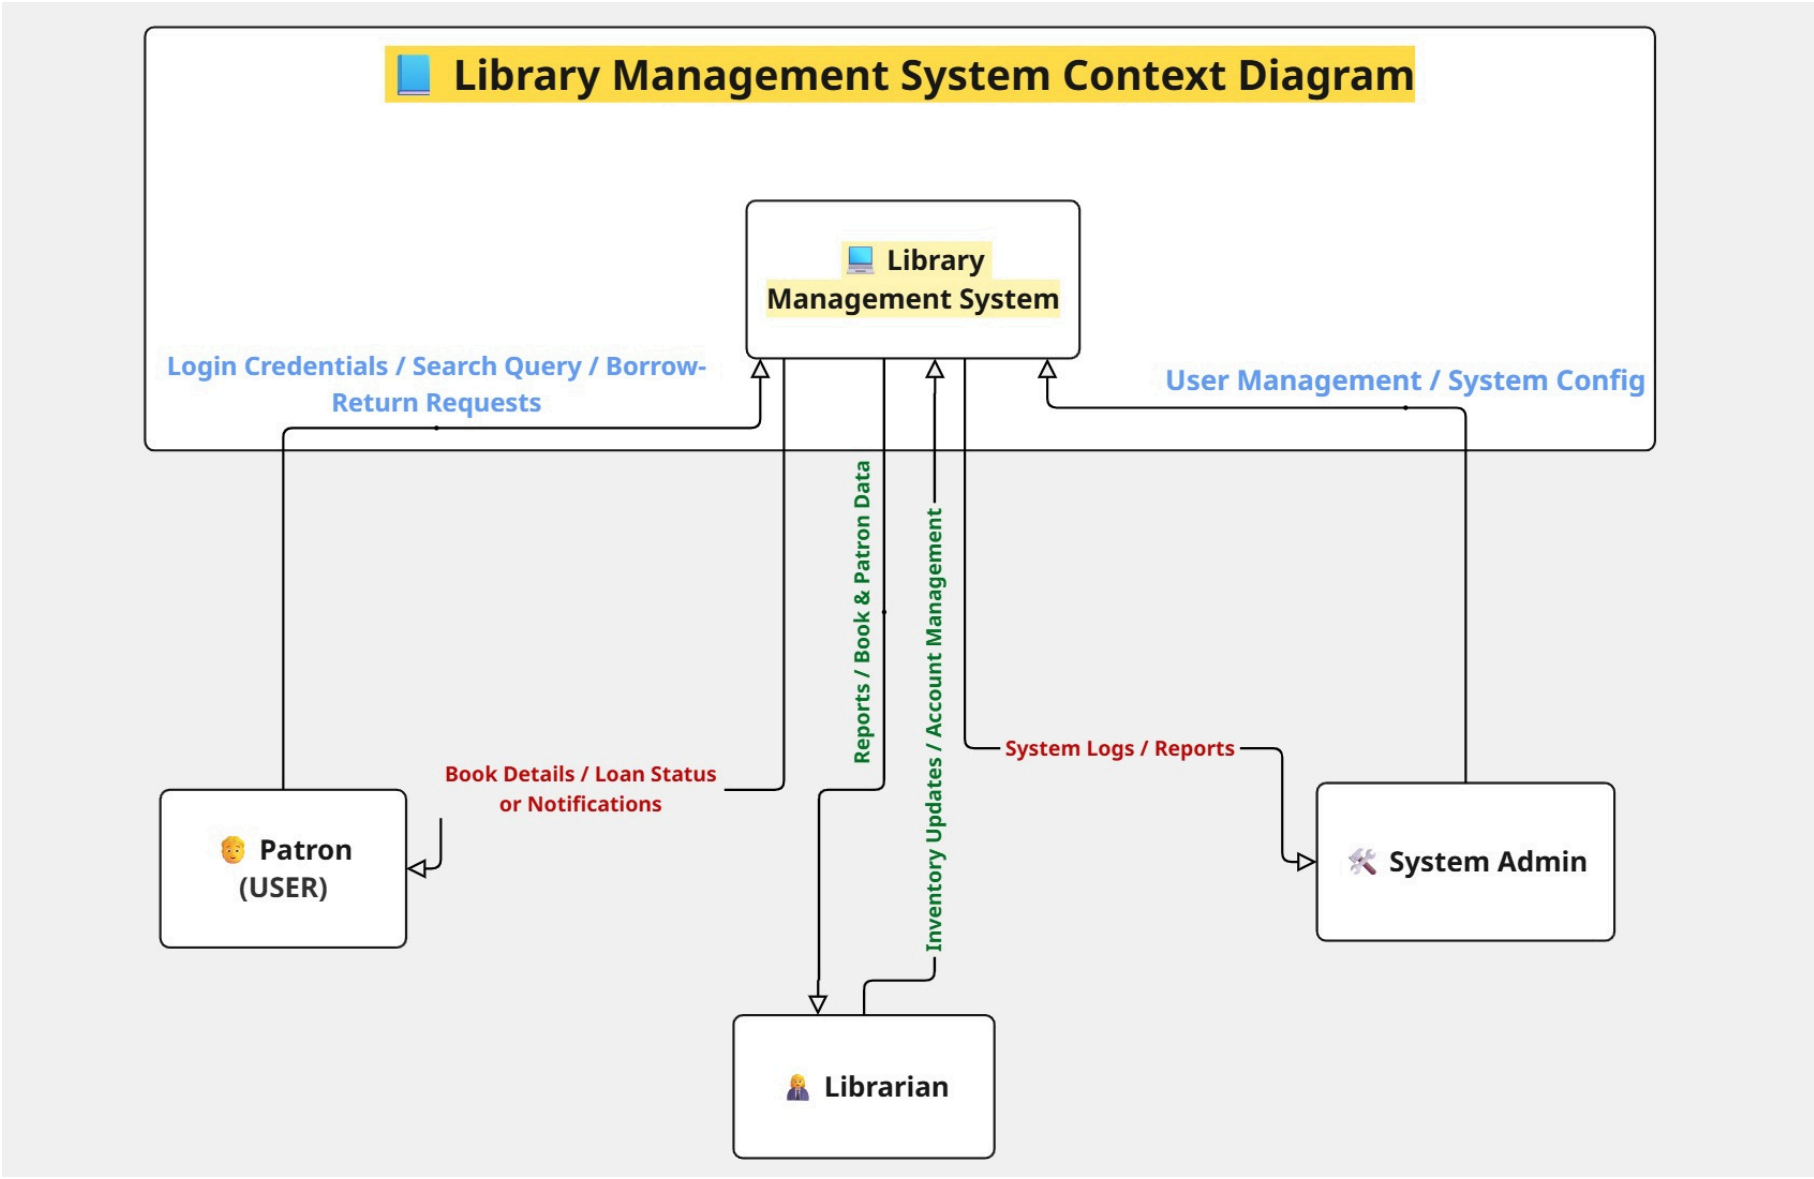 Library Management System Context Diagram
Library
Management System
Login Credentials / Search Query / Borrow-
Return Requests
User Management / System Config
Reports / Book & Patron Data
Inventory Updates / Account Management
System Logs / Reports
Book Details / Loan Status
or Notifications
Patron
(USER)
System Admin
Librarian